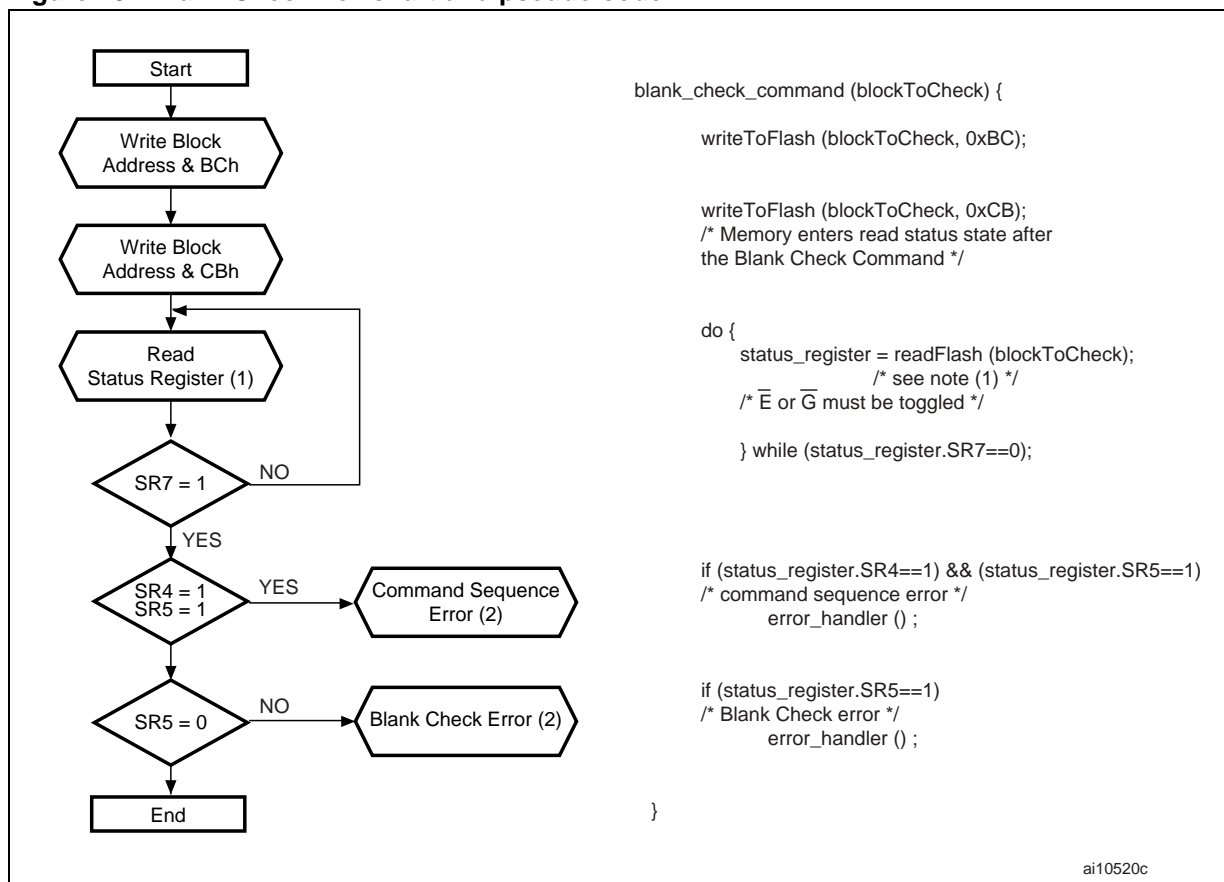 Start
Write Block
Address & BCh
Write Block
Address & CBh
Read
Status Register (1)
SR7 = 1
NO
YES
SR4 = 1
SR5 = 1
YES
Command Sequence
Error (2)
SR5 = 0
NO
Blank Check Error (2)
End
blank_check_command (blockToCheck) {
writeToFlash (blockToCheck, 0xBC);
writeToFlash (blockToCheck, 0xCB);
/* Memory enters read status state after
the Blank Check Command */
do {
status_register = readFlash (blockToCheck);
/* see note (1) */
/* E̅ or G̅ must be toggled */
} while (status_register.SR7==0);
if (status_register.SR4==1) && (status_register.SR5==1)
/* command sequence error */
error_handler () ;
if (status_register.SR5==1)
/* Blank Check error */
error_handler () ;
}
ai10520c